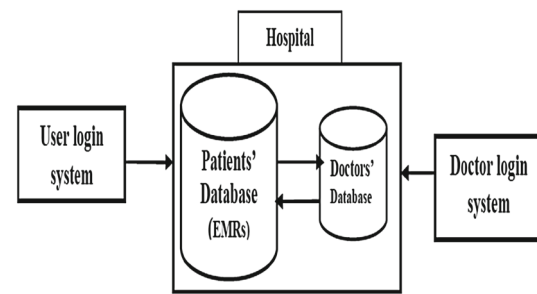 Hospital
User login
system
Patients’
Database
(EMRs)
Doctors’
Database
Doctor login
system